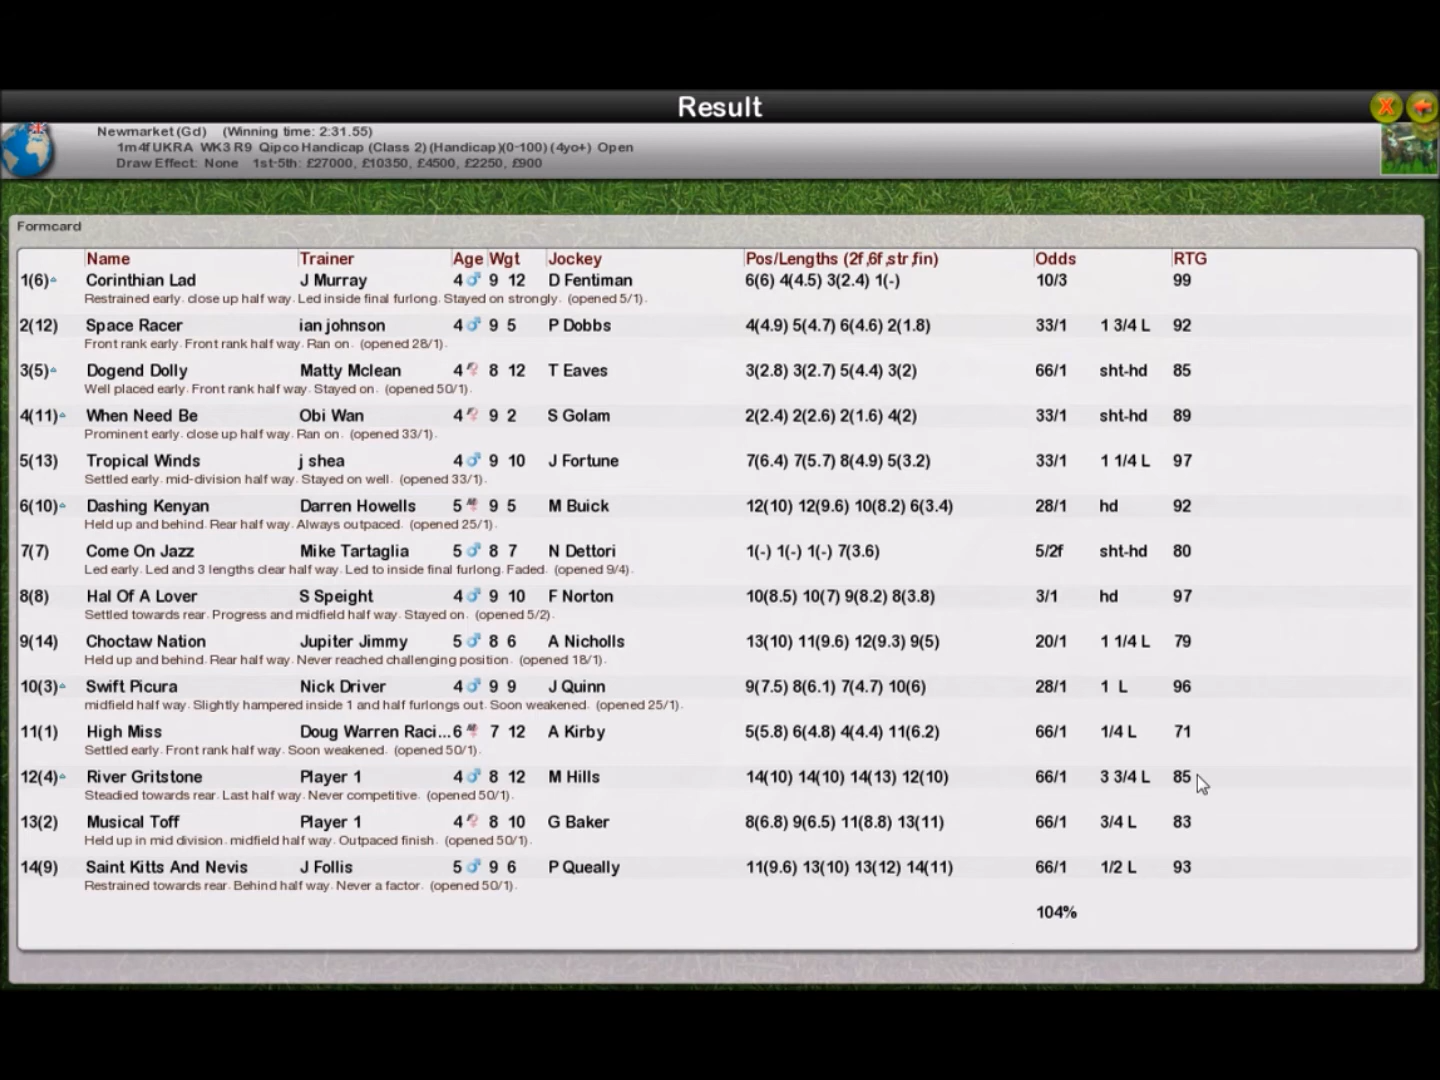 Result
Newmarket (Gd) (Winning time: 2:31.55)
1m4f UKRA WK3 R9 Qipco Handicap (Class 2) (Handicap)(0-100) (4yo+) Open
Draw Effect: None 1st-5th: £27000, £10350, £4500, £2250, £900
Formcard
Name Trainer Age Wgt Jockey Pos/Lengths (2f,6f,str,fin) Odds RTG
1(6) Corinthian Lad J Murray 4 9 12 D Fentiman 6(6) 4(4.5) 3(2.4) 1(-) 10/3 99
Restrained early. close up half way. Led inside final furlong. Stayed on strongly. (opened 5/1).
2(12) Space Racer ian johnson 4 9 5 P Dobbs 4(4.9) 5(4.7) 6(4.6) 2(1.8) 33/1 1 3/4 L 92
Front rank early. Front rank half way. Ran on. (opened 28/1).
3(5) Dogend Dolly Matty Mclean 4 8 12 T Eaves 3(2.8) 3(2.7) 5(4.4) 3(2) 66/1 sht-hd 85
Well placed early. Front rank half way. Stayed on. (opened 50/1).
4(11) When Need Be Obi Wan 4 9 2 S Golam 2(2.4) 2(2.6) 2(1.6) 4(2) 33/1 sht-hd 89
Prominent early. close up half way. Ran on. (opened 33/1).
5(13) Tropical Winds j shea 4 9 10 J Fortune 7(6.4) 7(5.7) 8(4.9) 5(3.2) 33/1 1 1/4 L 97
Settled early. mid-division half way. Stayed on well. (opened 33/1).
6(10) Dashing Kenyan Darren Howells 5 9 5 M Buick 12(10) 12(9.6) 10(8.2) 6(3.4) 28/1 hd 92
Held up and behind. Rear half way. Always outpaced. (opened 25/1).
7(7) Come On Jazz Mike Tartaglia 5 8 7 N Dettori 1(-) 1(-) 1(-) 7(3.6) 5/2f sht-hd 80
Led early. Led and 3 lengths clear half way. Led to inside final furlong. Faded. (opened 9/4).
8(8) Hal Of A Lover S Speight 4 9 10 F Norton 10(8.5) 10(7) 9(8.2) 8(3.8) 3/1 hd 97
Settled towards rear. Progress and midfield half way. Stayed on. (opened 5/2).
9(14) Choctaw Nation Jupiter Jimmy 5 8 6 A Nicholls 13(10) 11(9.6) 12(9.3) 9(5) 20/1 1 1/4 L 79
Held up and behind. Rear half way. Never reached challenging position. (opened 18/1).
10(3) Swift Picura Nick Driver 4 9 9 J Quinn 9(7.5) 8(6.1) 7(4.7) 10(6) 28/1 1 L 96
midfield half way. Slightly hampered inside 1 and half furlongs out. Soon weakened. (opened 25/1).
11(1) High Miss Doug Warren Raci... 6 7 12 A Kirby 5(5.8) 6(4.8) 4(4.4) 11(6.2) 66/1 1/4 L 71
Settled early. Front rank half way. Soon weakened. (opened 50/1).
12(4) River Gritstone Player 1 4 8 12 M Hills 14(10) 14(10) 14(13) 12(10) 66/1 3 3/4 L 85
Steadied towards rear. Last half way. Never competitive. (opened 50/1).
13(2) Musical Toff Player 1 4 8 10 G Baker 8(6.8) 9(6.5) 11(8.8) 13(11) 66/1 3/4 L 83
Held up in mid division. midfield half way. Outpaced finish. (opened 50/1).
14(9) Saint Kitts And Nevis J Follis 5 9 6 P Queally 11(9.6) 13(10) 13(12) 14(11) 66/1 1/2 L 93
Restrained towards rear. Behind half way. Never a factor. (opened 50/1).
104%